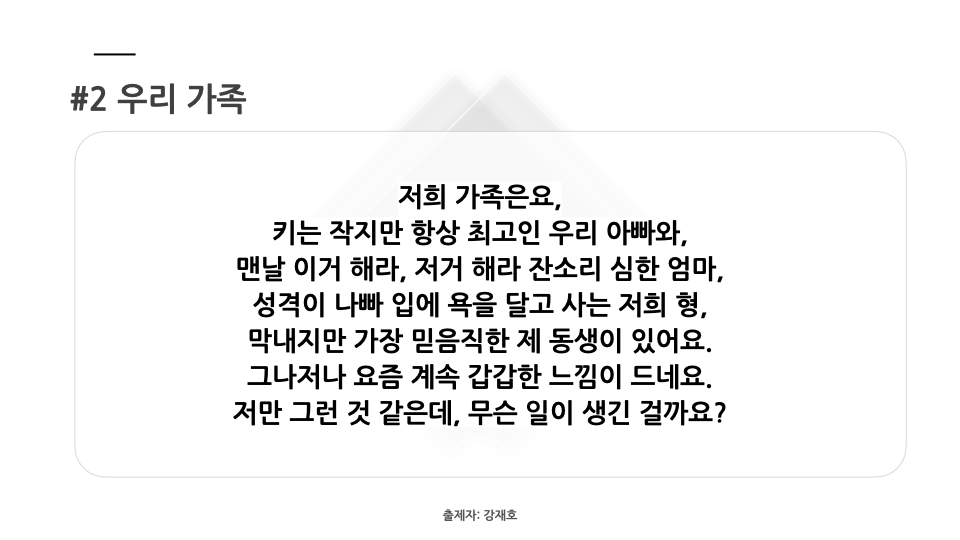 #2 우리 가족
저희 가족은요,
키는 작지만 항상 최고인 우리 아빠와,
맨날 이거 해라, 저거 해라 잔소리 심한 엄마,
성격이 나빠 입에 욕을 달고 사는 저희 형,
막내지만 가장 믿음직한 제 동생이 있어요.
그나저나 요즘 계속 갑갑한 느낌이 드네요.
저만 그런 것 같은데, 무슨 일이 생긴 걸까요?
출제자: 강재호